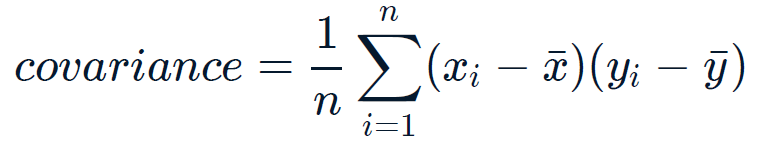 covariance = \frac{1}{n} \sum_{i=1}^{n} (x_i - \bar{x})(y_i - \bar{y})